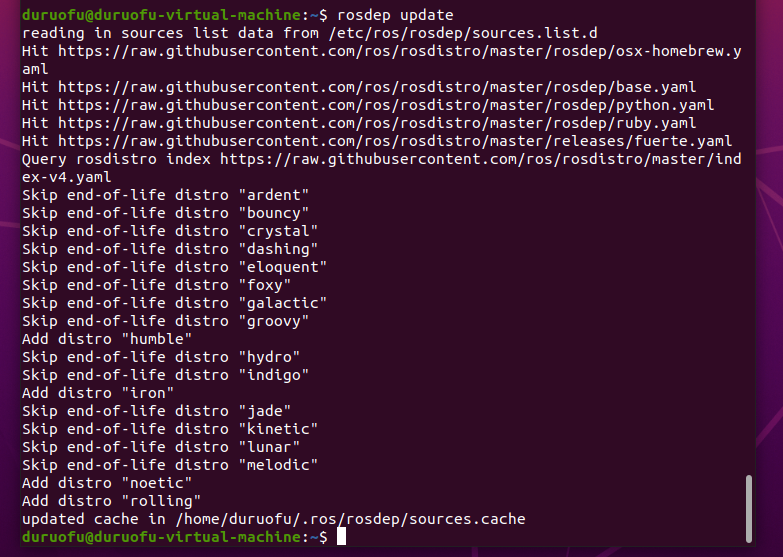 duruofu@duruofu-virtual-machine:~$ rosdep update
reading in sources list data from /etc/ros/rosdep/sources.list.d
Hit https://raw.githubusercontent.com/ros/rosdistro/master/rosdep/osx-homebrew.y
aml
Hit https://raw.githubusercontent.com/ros/rosdistro/master/rosdep/base.yaml
Hit https://raw.githubusercontent.com/ros/rosdistro/master/rosdep/python.yaml
Hit https://raw.githubusercontent.com/ros/rosdistro/master/rosdep/ruby.yaml
Hit https://raw.githubusercontent.com/ros/rosdistro/master/releases/fuerte.yaml
Query rosdistro index https://raw.githubusercontent.com/ros/rosdistro/master/ind
ex-v4.yaml
Skip end-of-life distro "ardent"
Skip end-of-life distro "bouncy"
Skip end-of-life distro "crystal"
Skip end-of-life distro "dashing"
Skip end-of-life distro "eloquent"
Skip end-of-life distro "foxy"
Skip end-of-life distro "galactic"
Skip end-of-life distro "groovy"
Add distro "humble"
Skip end-of-life distro "hydro"
Skip end-of-life distro "indigo"
Add distro "iron"
Skip end-of-life distro "jade"
Skip end-of-life distro "kinetic"
Skip end-of-life distro "lunar"
Skip end-of-life distro "melodic"
Add distro "noetic"
Add distro "rolling"
updated cache in /home/duruofu/.ros/rosdep/sources.cache
duruofu@duruofu-virtual-machine:~$